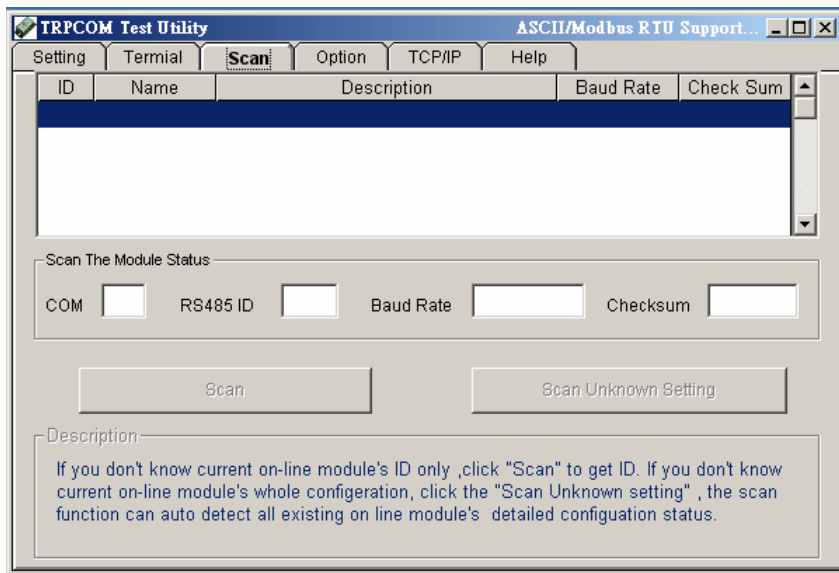 TRPCOM Test Utility ASCII/Modbus RTU Support...
Setting Termial Scan Option TCP/IP Help
ID Name Description Baud Rate Check Sum
Scan The Module Status
COM RS485 ID Baud Rate Checksum
Scan Scan Unknown Setting
Description
If you don't know current on-line module's ID only ,click "Scan" to get ID. If you don't know
current on-line module's whole configeration, click the "Scan Unknown setting" , the scan
function can auto detect all existing on line module's detailed configuation status.